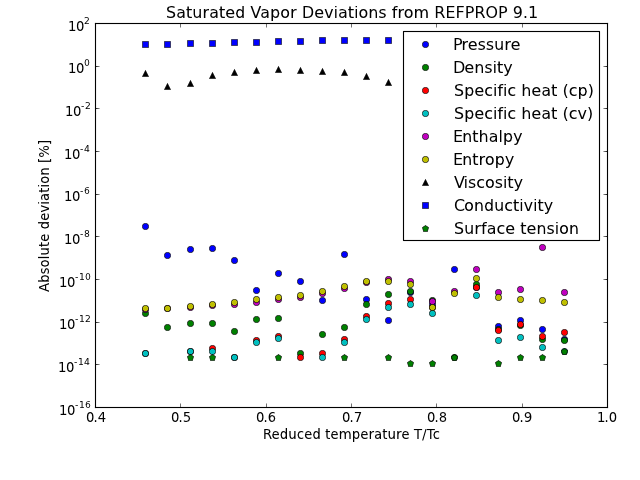 Saturated Vapor Deviations from REFPROP 9.1
10^2
10^0
10^-2
10^-4
10^-6
10^-8
10^-10
10^-12
10^-14
10^-16
Absolute deviation [%]
Pressure
Density
Specific heat (cp)
Specific heat (cv)
Enthalpy
Entropy
Viscosity
Conductivity
Surface tension
0.4 0.5 0.6 0.7 0.8 0.9 1.0
Reduced temperature T/Tc